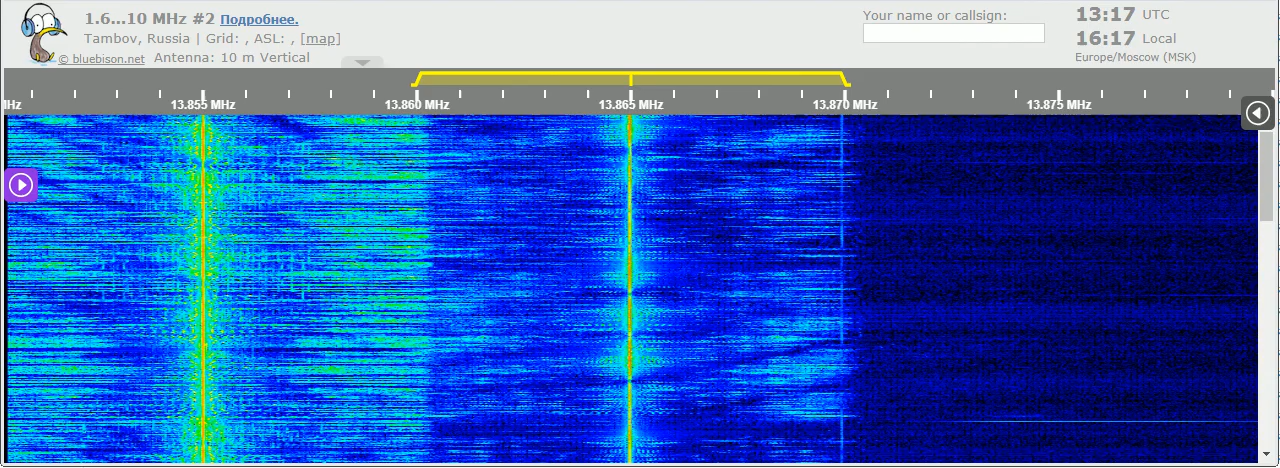 1.6...10 MHz #2 Подробнее.
Tambov, Russia | Grid: , ASL: , [map]
© bluebison.net Antenna: 10 m Vertical
Your name or callsign:
13:17 UTC
16:17 Local
Europe/Moscow (MSK)
MHz 13.855 MHz 13.860 MHz 13.865 MHz 13.870 MHz 13.875 MHz